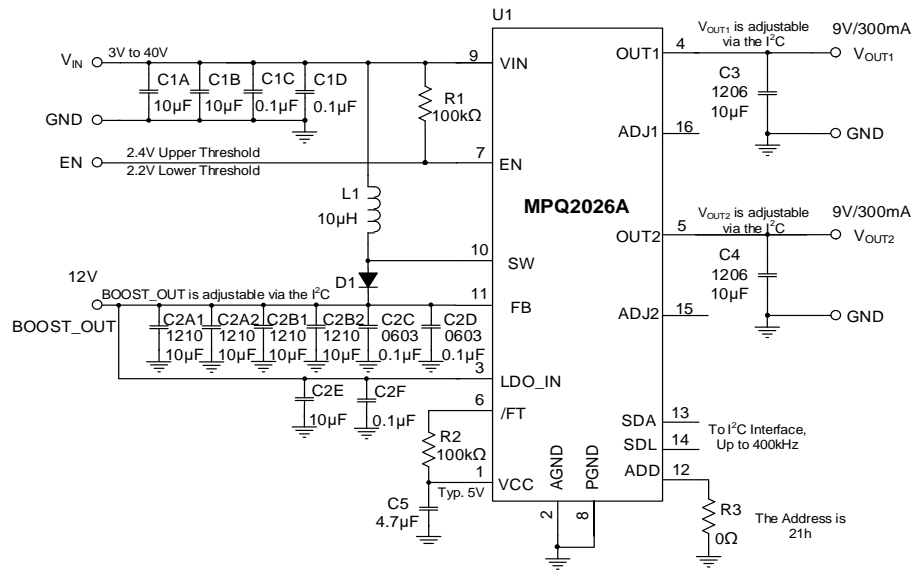 U1
V_IN
3V to 40V
9
VIN
C1A
10µF
C1B
10µF
C1C
0.1µF
C1D
0.1µF
R1
100kΩ
GND
EN
2.4V Upper Threshold
2.2V Lower Threshold
7
EN
L1
10µH
MPQ2026A
10
SW
D1
12V
BOOST_OUT is adjustable via the I²C
BOOST_OUT
11
FB
C2A1
1210
10µF
C2A2
1210
10µF
C2B1
1210
10µF
C2B2
1210
10µF
C2C
0603
0.1µF
C2D
0603
0.1µF
3
LDO_IN
C2E
10µF
C2F
0.1µF
6
/FT
R2
100kΩ
1
VCC
Typ. 5V
C5
4.7µF
AGND
PGND
2
8
OUT1
4
V_OUT1 is adjustable
via the I²C
9V/300mA
V_OUT1
C3
1206
10µF
GND
ADJ1
16
OUT2
5
V_OUT2 is adjustable
via the I²C
9V/300mA
V_OUT2
C4
1206
10µF
GND
ADJ2
15
SDA
13
SDL
14
To I²C Interface,
Up to 400kHz
ADD
12
R3
0Ω
The Address is
21h